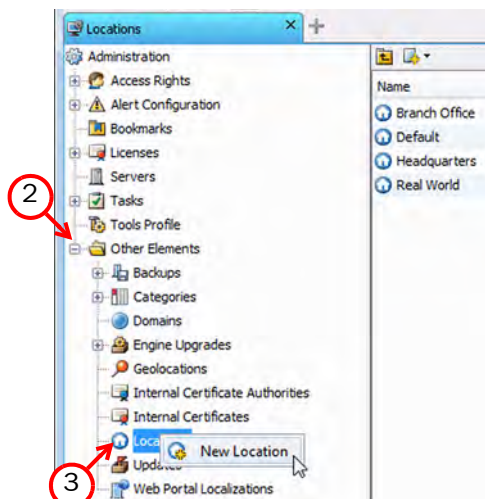 Locations
Administration
Access Rights
Alert Configuration
Bookmarks
Licenses
Servers
2
Tasks
Tools Profile
Other Elements
Backups
Categories
Domains
Engine Upgrades
Geolocations
Internal Certificate Authorities
Internal Certificates
New Location
3
Updates
Web Portal Localizations
Name
Branch Office
Default
Headquarters
Real World